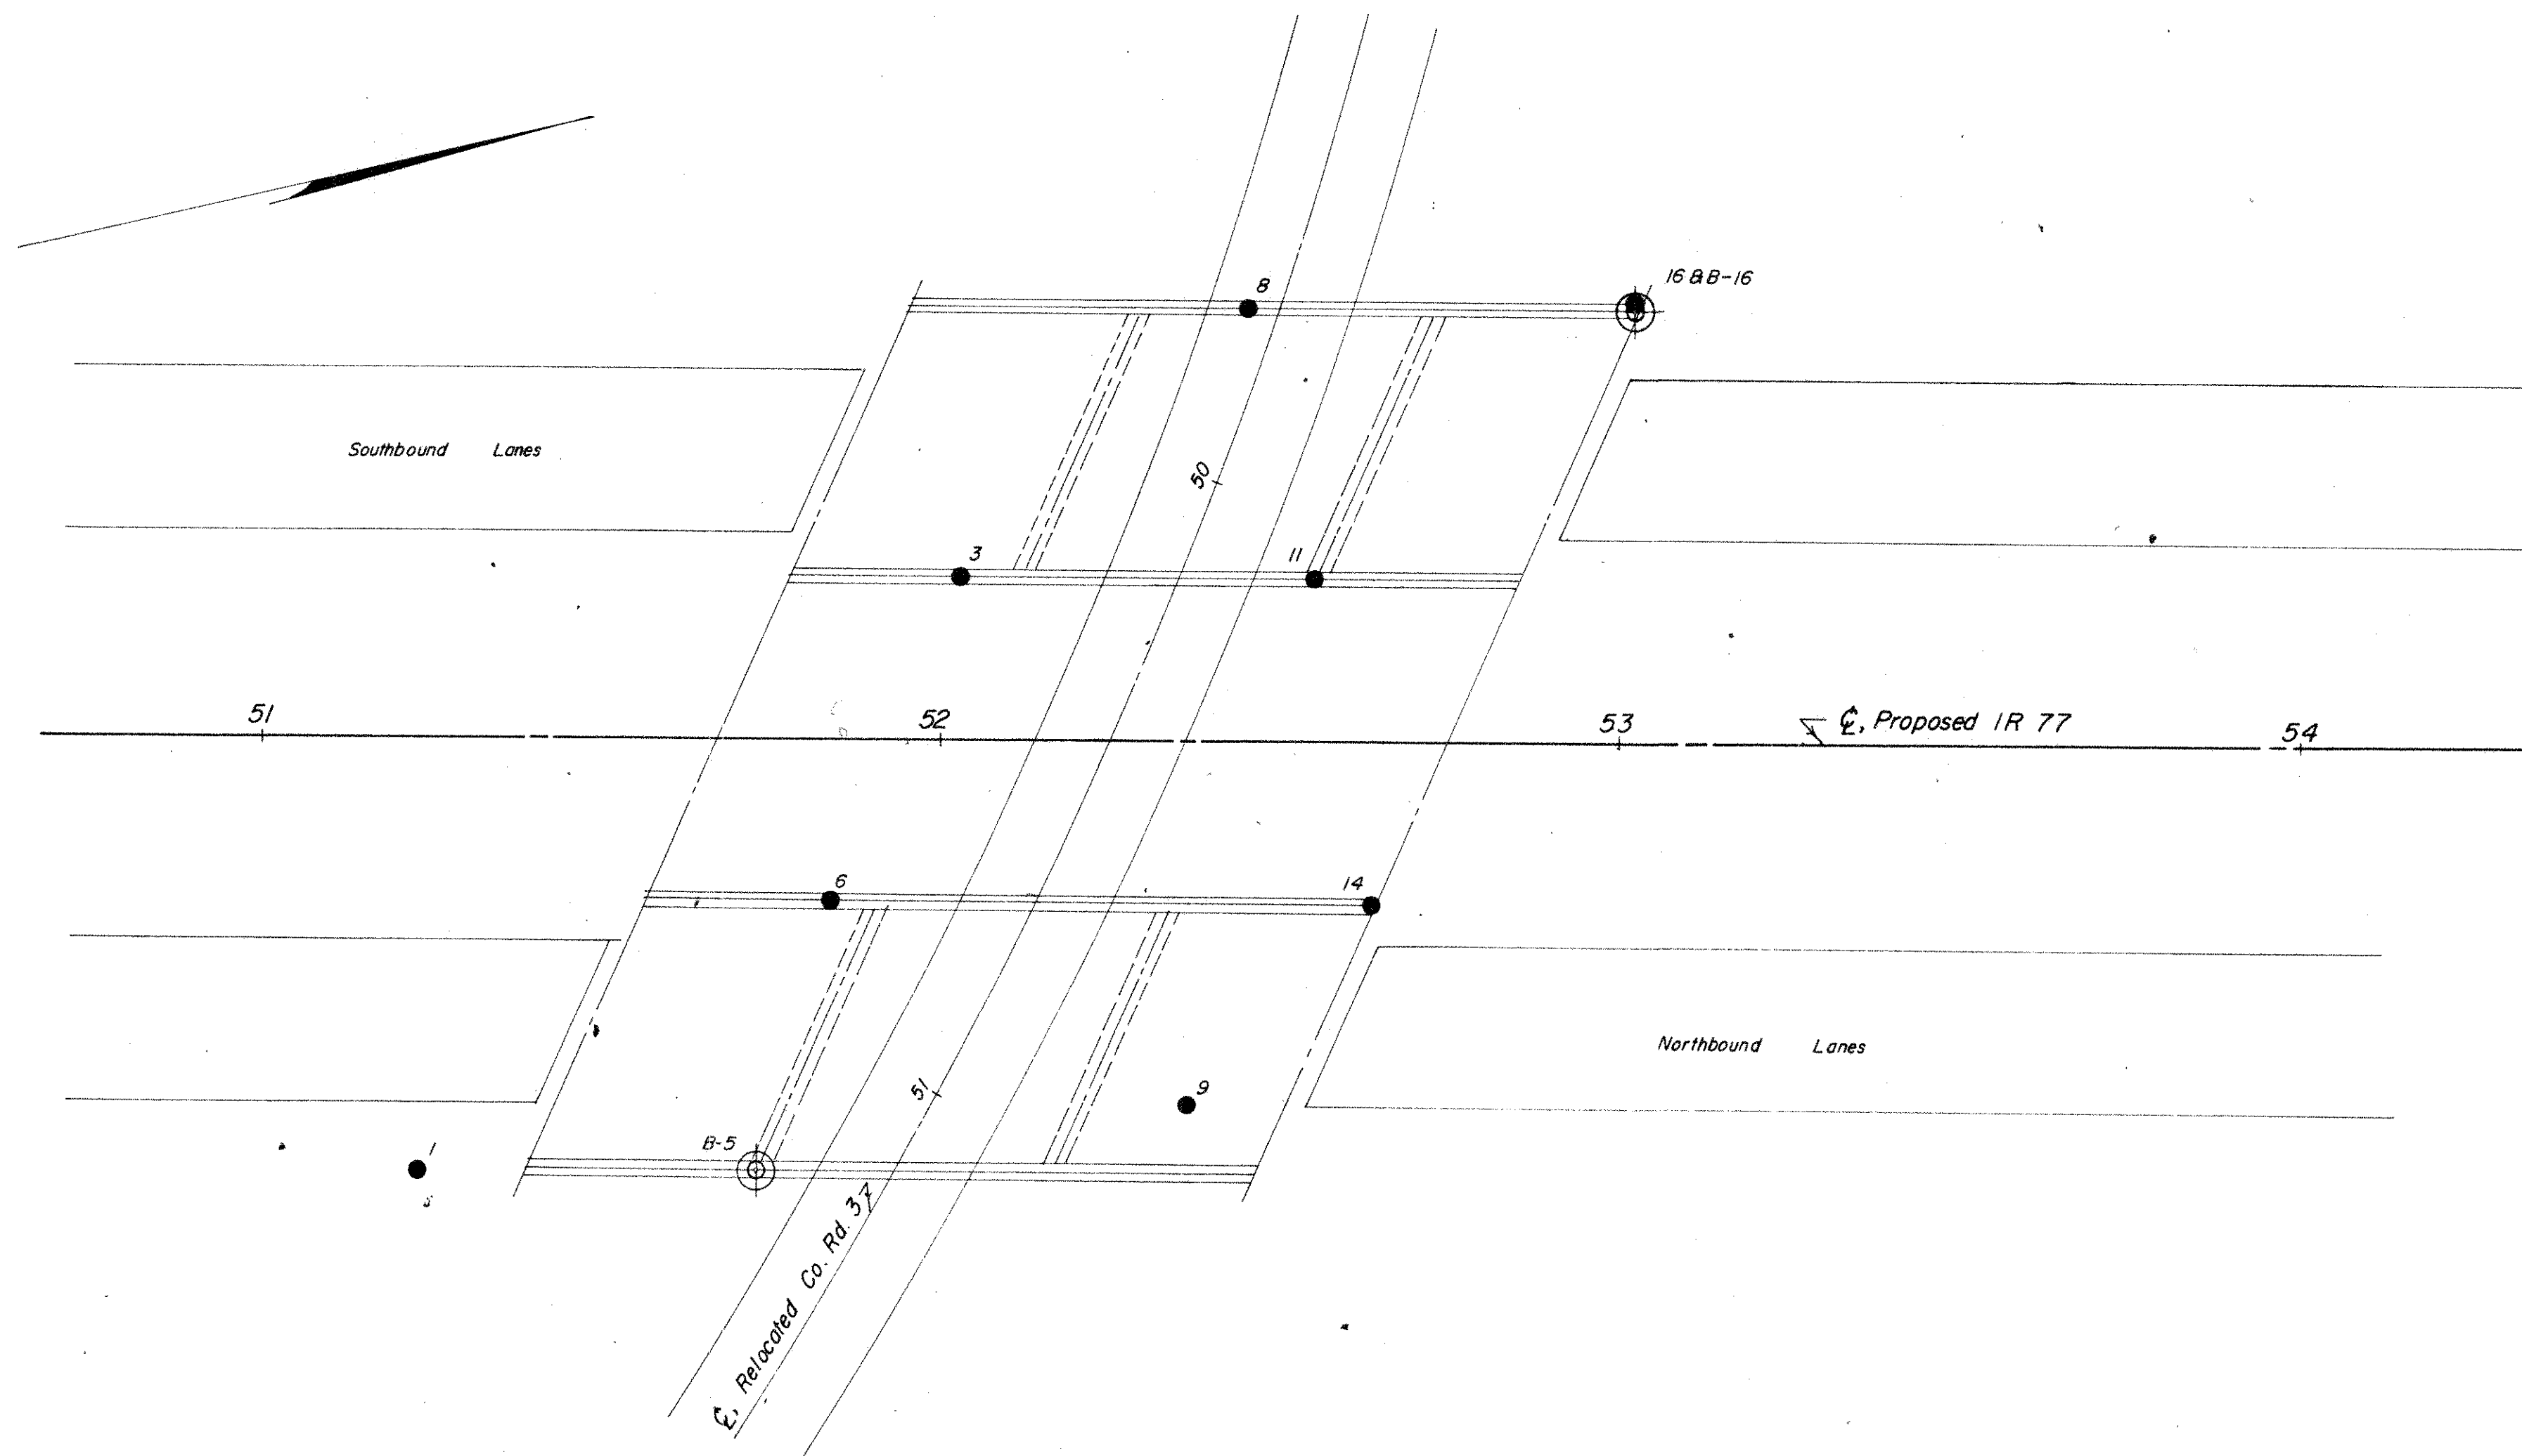 16 & B-16
8
Southbound Lanes
50
3
11
51
52
53
℄, Proposed IR 77
54
6
14
Northbound Lanes
51
9
B-5
1
℄, Relocated Co. Rd. 37